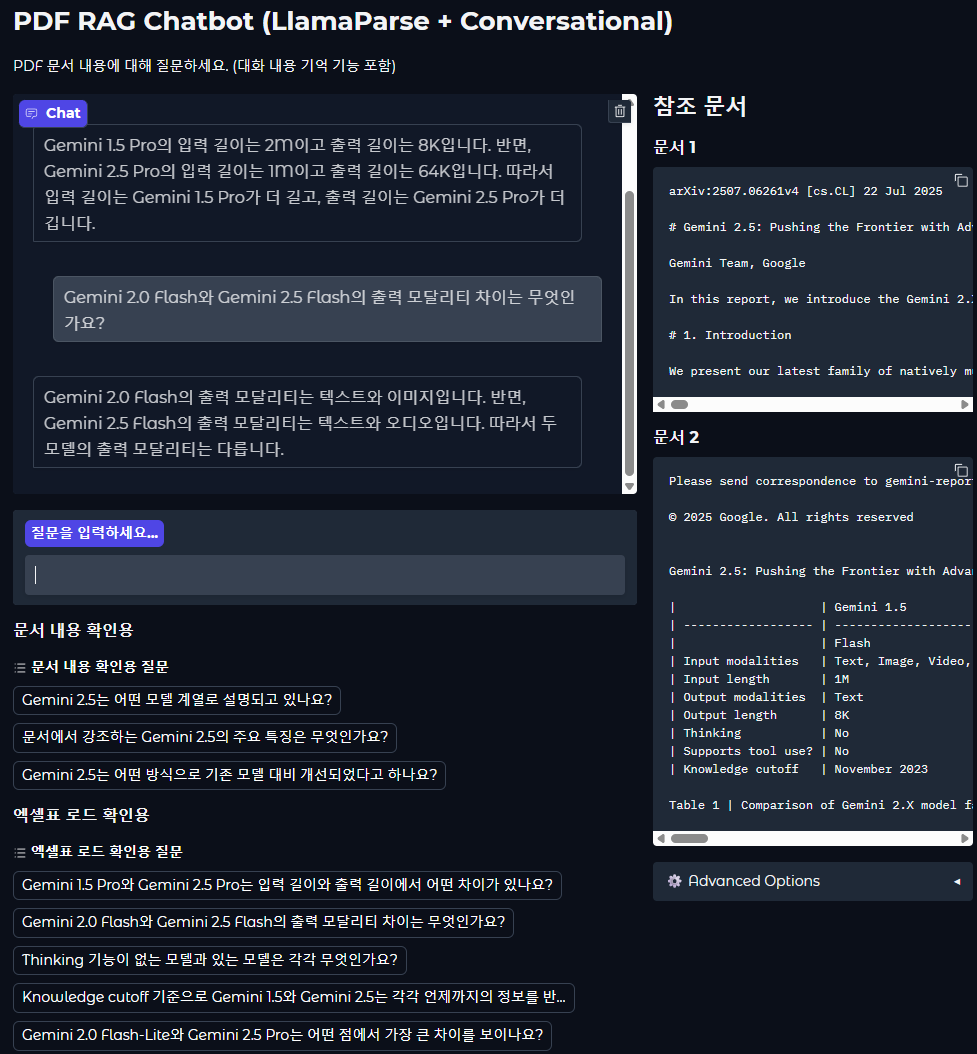 PDF RAG Chatbot (LlamaParse + Conversational)
PDF 문서 내용에 대해 질문하세요. (대화 내용 기억 기능 포함)
Chat
Gemini 1.5 Pro의 입력 길이는 2M이고 출력 길이는 8K입니다. 반면,
Gemini 2.5 Pro의 입력 길이는 1M이고 출력 길이는 64K입니다. 따라서
입력 길이는 Gemini 1.5 Pro가 더 길고, 출력 길이는 Gemini 2.5 Pro가 더
깁니다.
Gemini 2.0 Flash와 Gemini 2.5 Flash의 출력 모달리티 차이는 무엇인
가요?
Gemini 2.0 Flash의 출력 모달리티는 텍스트와 이미지입니다. 반면,
Gemini 2.5 Flash의 출력 모달리티는 텍스트와 오디오입니다. 따라서 두
모델의 출력 모달리티는 다릅니다.
질문을 입력하세요...
문서 내용 확인용
문서 내용 확인용 질문
Gemini 2.5는 어떤 모델 계열로 설명되고 있나요?
문서에서 강조하는 Gemini 2.5의 주요 특징은 무엇인가요?
Gemini 2.5는 어떤 방식으로 기존 모델 대비 개선되었다고 하나요?
엑셀표 로드 확인용
엑셀표 로드 확인용 질문
Gemini 1.5 Pro와 Gemini 2.5 Pro는 입력 길이와 출력 길이에서 어떤 차이가 있나요?
Gemini 2.0 Flash와 Gemini 2.5 Flash의 출력 모달리티 차이는 무엇인가요?
Thinking 기능이 없는 모델과 있는 모델은 각각 무엇인가요?
Knowledge cutoff 기준으로 Gemini 1.5와 Gemini 2.5는 각각 언제까지의 정보를 반...
Gemini 2.0 Flash-Lite와 Gemini 2.5 Pro는 어떤 점에서 가장 큰 차이를 보이나요?
참조 문서
문서 1
arXiv:2507.06261v4 [cs.CL] 22 Jul 2025
# Gemini 2.5: Pushing the Frontier with Ad
Gemini Team, Google
In this report, we introduce the Gemini 2.
# 1. Introduction
We present our latest family of natively m
문서 2
Please send correspondence to gemini-repor
© 2025 Google. All rights reserved
Gemini 2.5: Pushing the Frontier with Adva
| | Gemini 1.5
| ------------------ | -------------------
| | Flash
| Input modalities | Text, Image, Video,
| Input length | 1M
| Output modalities | Text
| Output length | 8K
| Thinking | No
| Supports tool use? | No
| Knowledge cutoff | November 2023
Table 1 | Comparison of Gemini 2.X model f
Advanced Options